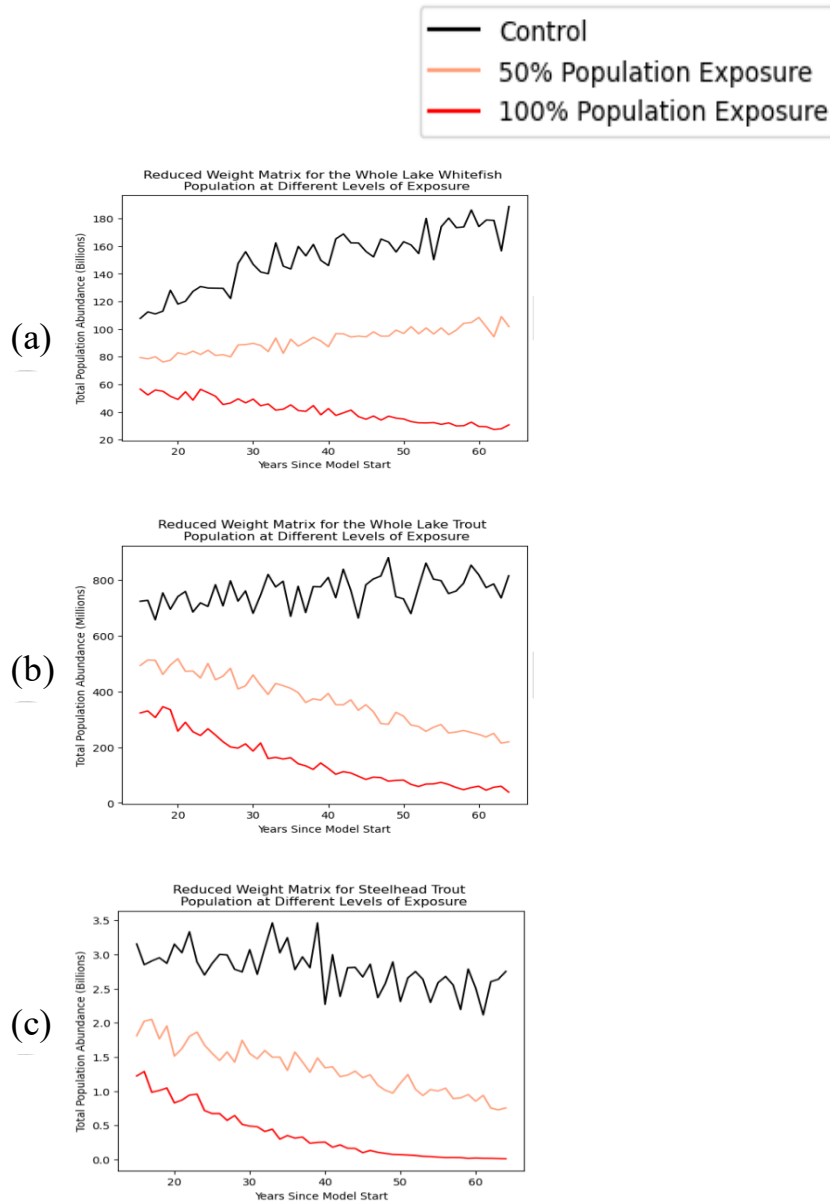 Control
50% Population Exposure
100% Population Exposure
Reduced Weight Matrix for the Whole Lake Whitefish
Population at Different Levels of Exposure
(a)
Total Population Abundance (Billions)
180
160
140
120
100
80
60
40
20
20
30
40
50
60
Years Since Model Start
Reduced Weight Matrix for the Whole Lake Trout
Population at Different Levels of Exposure
(b)
Total Population Abundance (Millions)
800
600
400
200
0
20
30
40
50
60
Years Since Model Start
Reduced Weight Matrix for Steelhead Trout
Population at Different Levels of Exposure
(c)
Total Population Abundance (Billions)
3.5
3.0
2.5
2.0
1.5
1.0
0.5
0.0
20
30
40
50
60
Years Since Model Start